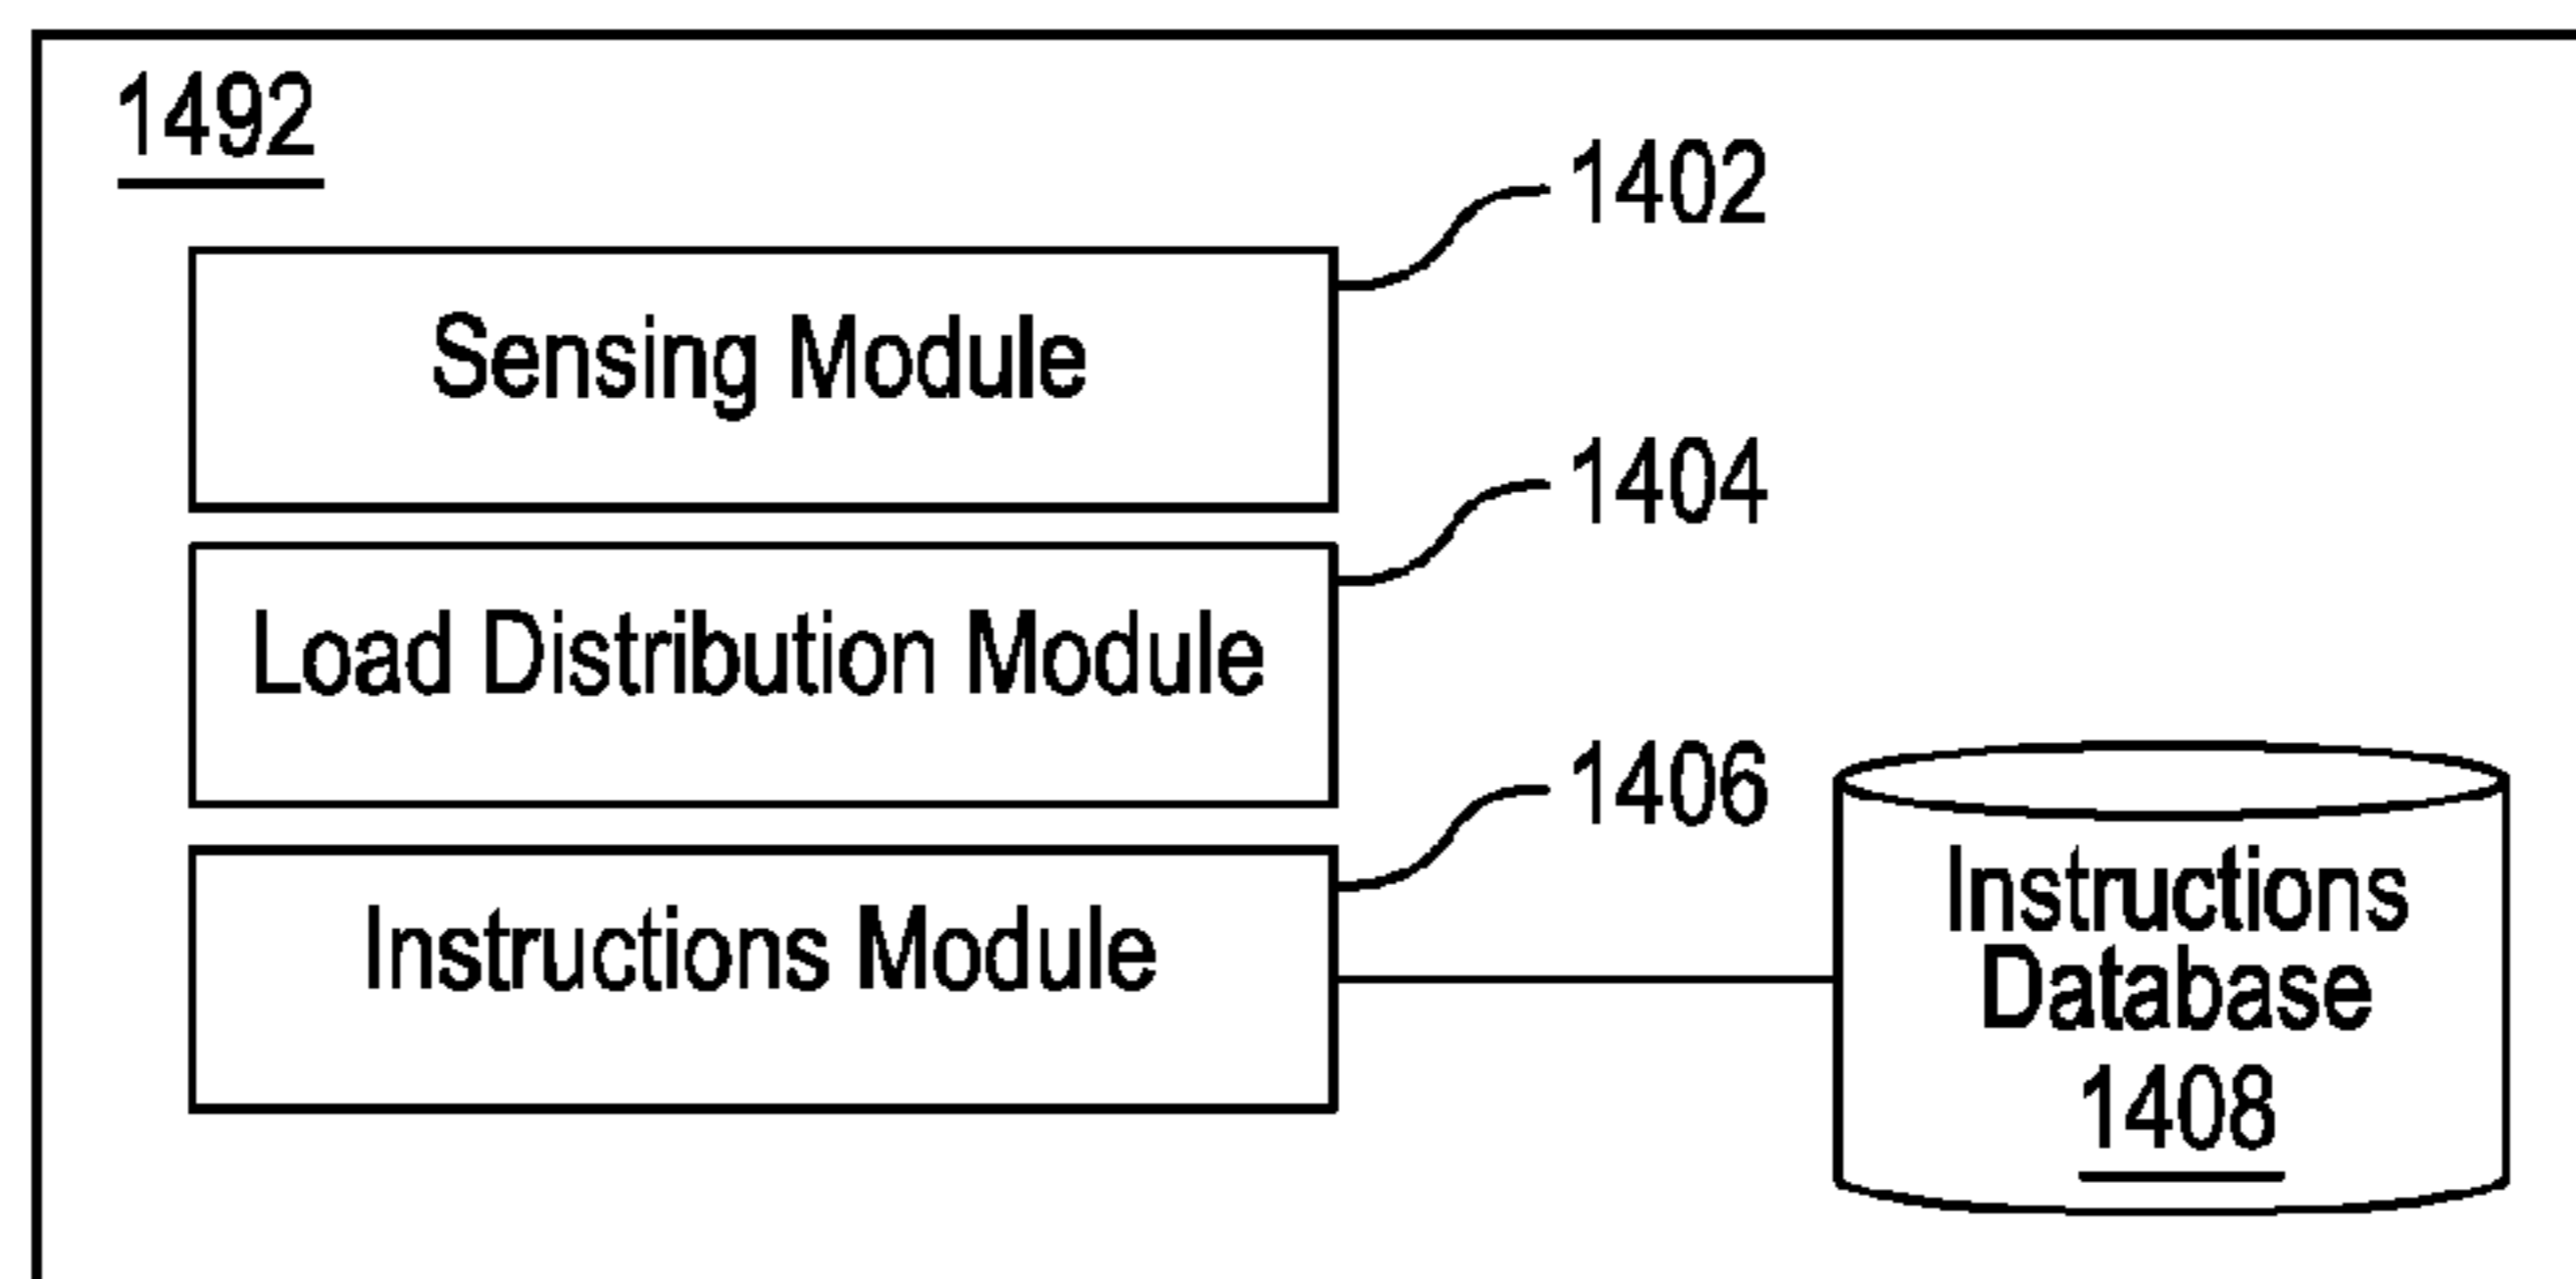 1492
1402
Sensing Module
1404
Load Distribution Module
1406
Instructions Module
Instructions
Database
1408